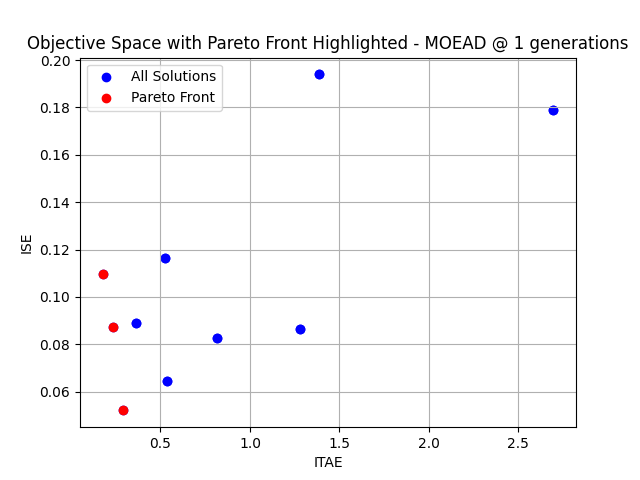 Objective Space with Pareto Front Highlighted - MOEAD @ 1 generations
All Solutions
Pareto Front
0.20
0.18
0.16
0.14
0.12
0.10
0.08
0.06
ISE
0.5
1.0
1.5
2.0
2.5
ITAE